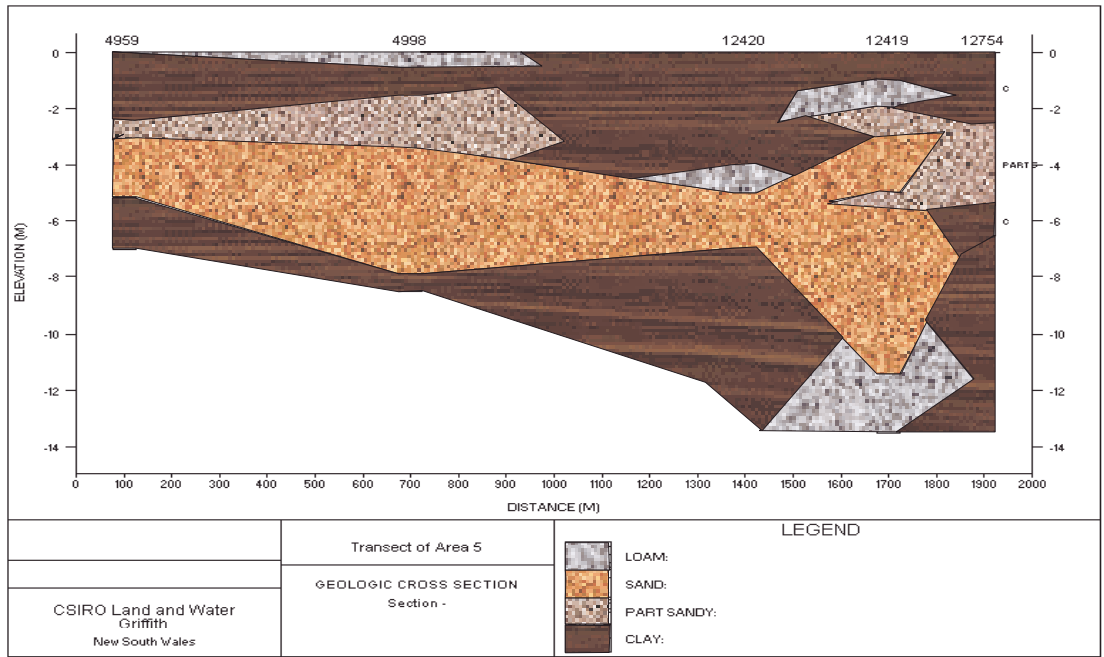 4959 4998 12420 12419 12754
0 0
C
-2 -2
-4 PART S -4
-6 C -6
-8 -8
-10 -10
-12 -12
-14 -14
ELEVATION (M)
0 100 200 300 400 500 600 700 800 900 1000 1100 1200 1300 1400 1500 1600 1700 1800 1900 2000
DISTANCE (M)
Transect of Area 5
GEOLOGIC CROSS SECTION
Section -
CSIRO Land and Water
Griffith
New South Wales
LEGEND
LOAM:
SAND:
PART SANDY:
CLAY: